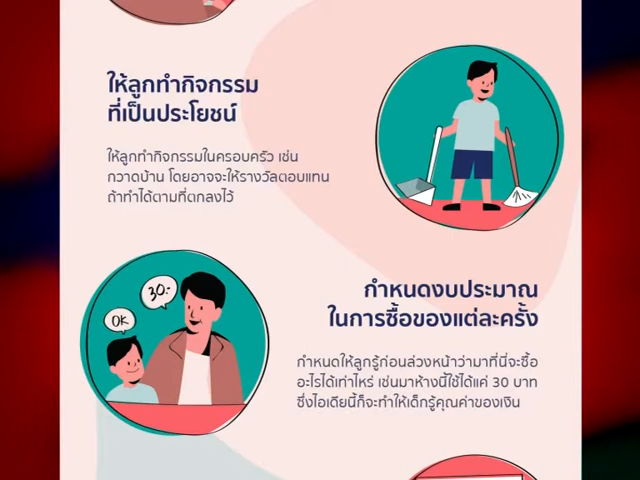 ให้ลูกทำกิจกรรม
ที่เป็นประโยชน์
ให้ลูกทำกิจกรรมในครอบครัว เช่น
กวาดบ้าน โดยอาจจะให้รางวัลตอบแทน
ถ้าทำได้ตามที่ตกลงไว้
30.-
OK
กำหนดงบประมาณ
ในการซื้อของแต่ละครั้ง
กำหนดให้ลูกรู้ก่อนล่วงหน้าว่ามาที่นี่จะซื้อ
อะไรได้เท่าไหร่ เช่นมาห้างนี้ใช้ได้แค่ 30 บาท
ซึ่งไอเดียนี้ก็จะทำให้เด็กรู้คุณค่าของเงิน